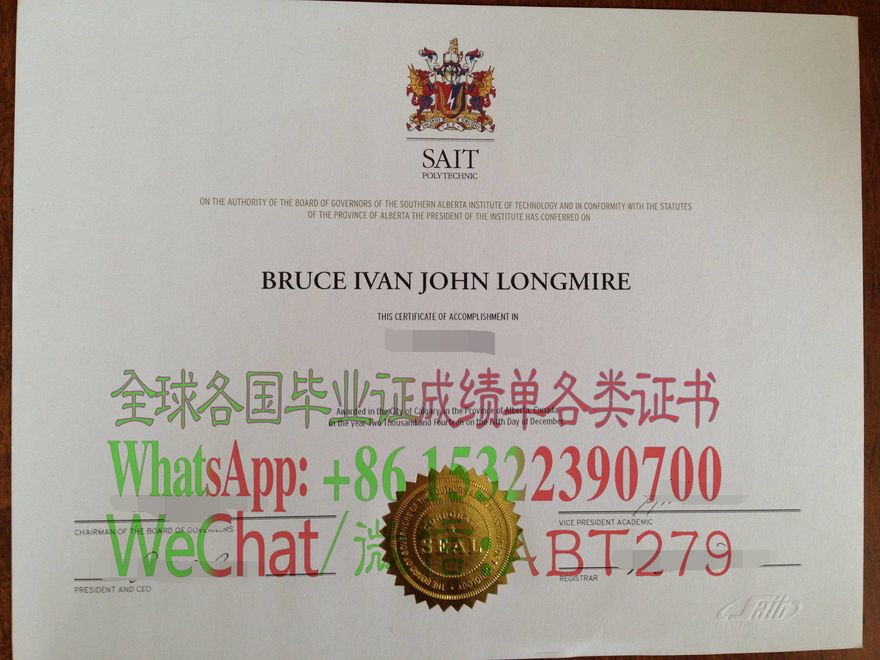 SAIT
POLYTECHNIC
ON THE AUTHORITY OF THE BOARD OF GOVERNORS OF THE SOUTHERN ALBERTA INSTITUTE OF TECHNOLOGY AND IN CONFORMITY WITH THE STATUTES
OF THE PROVINCE OF ALBERTA THE PRESIDENT OF THE INSTITUTE HAS CONFERRED ON
BRUCE IVAN JOHN LONGMIRE
THIS CERTIFICATE OF ACCOMPLISHMENT IN
全球各国毕业证成绩单各类证书
Awarded in the City of Calgary, in the Province of Alberta, Canada
in the year Two Thousand and Fourteen on the Fifth Day of December.
WhatsApp: +86 15322390700
CHAIRMAN OF THE BOARD OF GOVERNORS
VICE PRESIDENT ACADEMIC
WeChat/微 ABT279
SEAL
PRESIDENT AND CEO
REGISTRAR